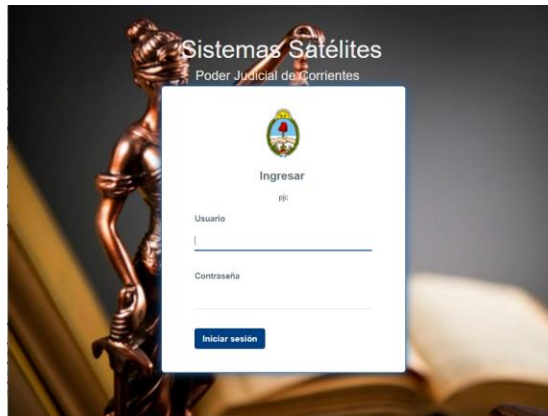 Sistemas Satélites
Poder Judicial de Corrientes
Ingresar
pjc
Usuario
Contraseña
Iniciar sesión